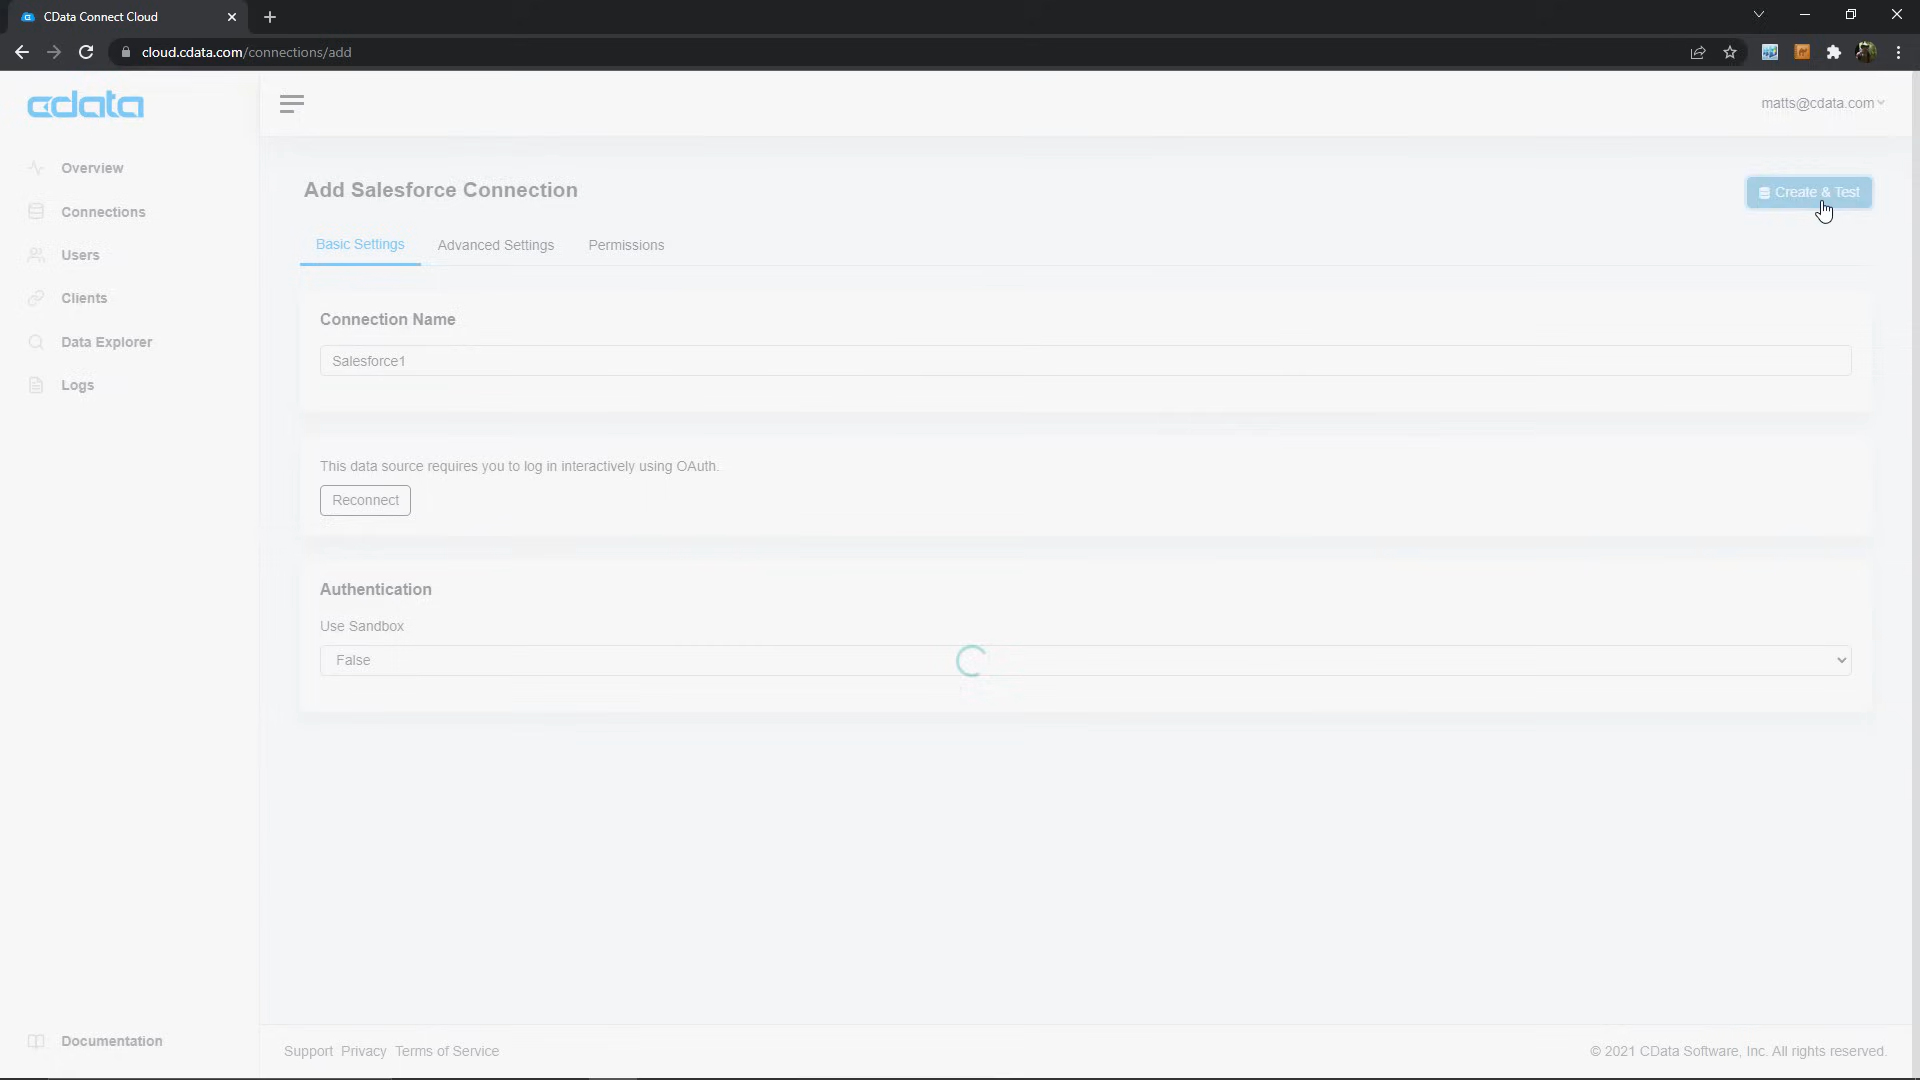 CData Connect Cloud
cloud.cdata.com/connections/add
cdata
matts@cdata.com
Overview
Connections
Users
Clients
Data Explorer
Logs
Documentation
Add Salesforce Connection
Create & Test
Basic Settings
Advanced Settings
Permissions
Connection Name
Salesforce1
This data source requires you to log in interactively using OAuth.
Reconnect
Authentication
Use Sandbox
False
Support Privacy Terms of Service
© 2021 CData Software, Inc. All rights reserved.